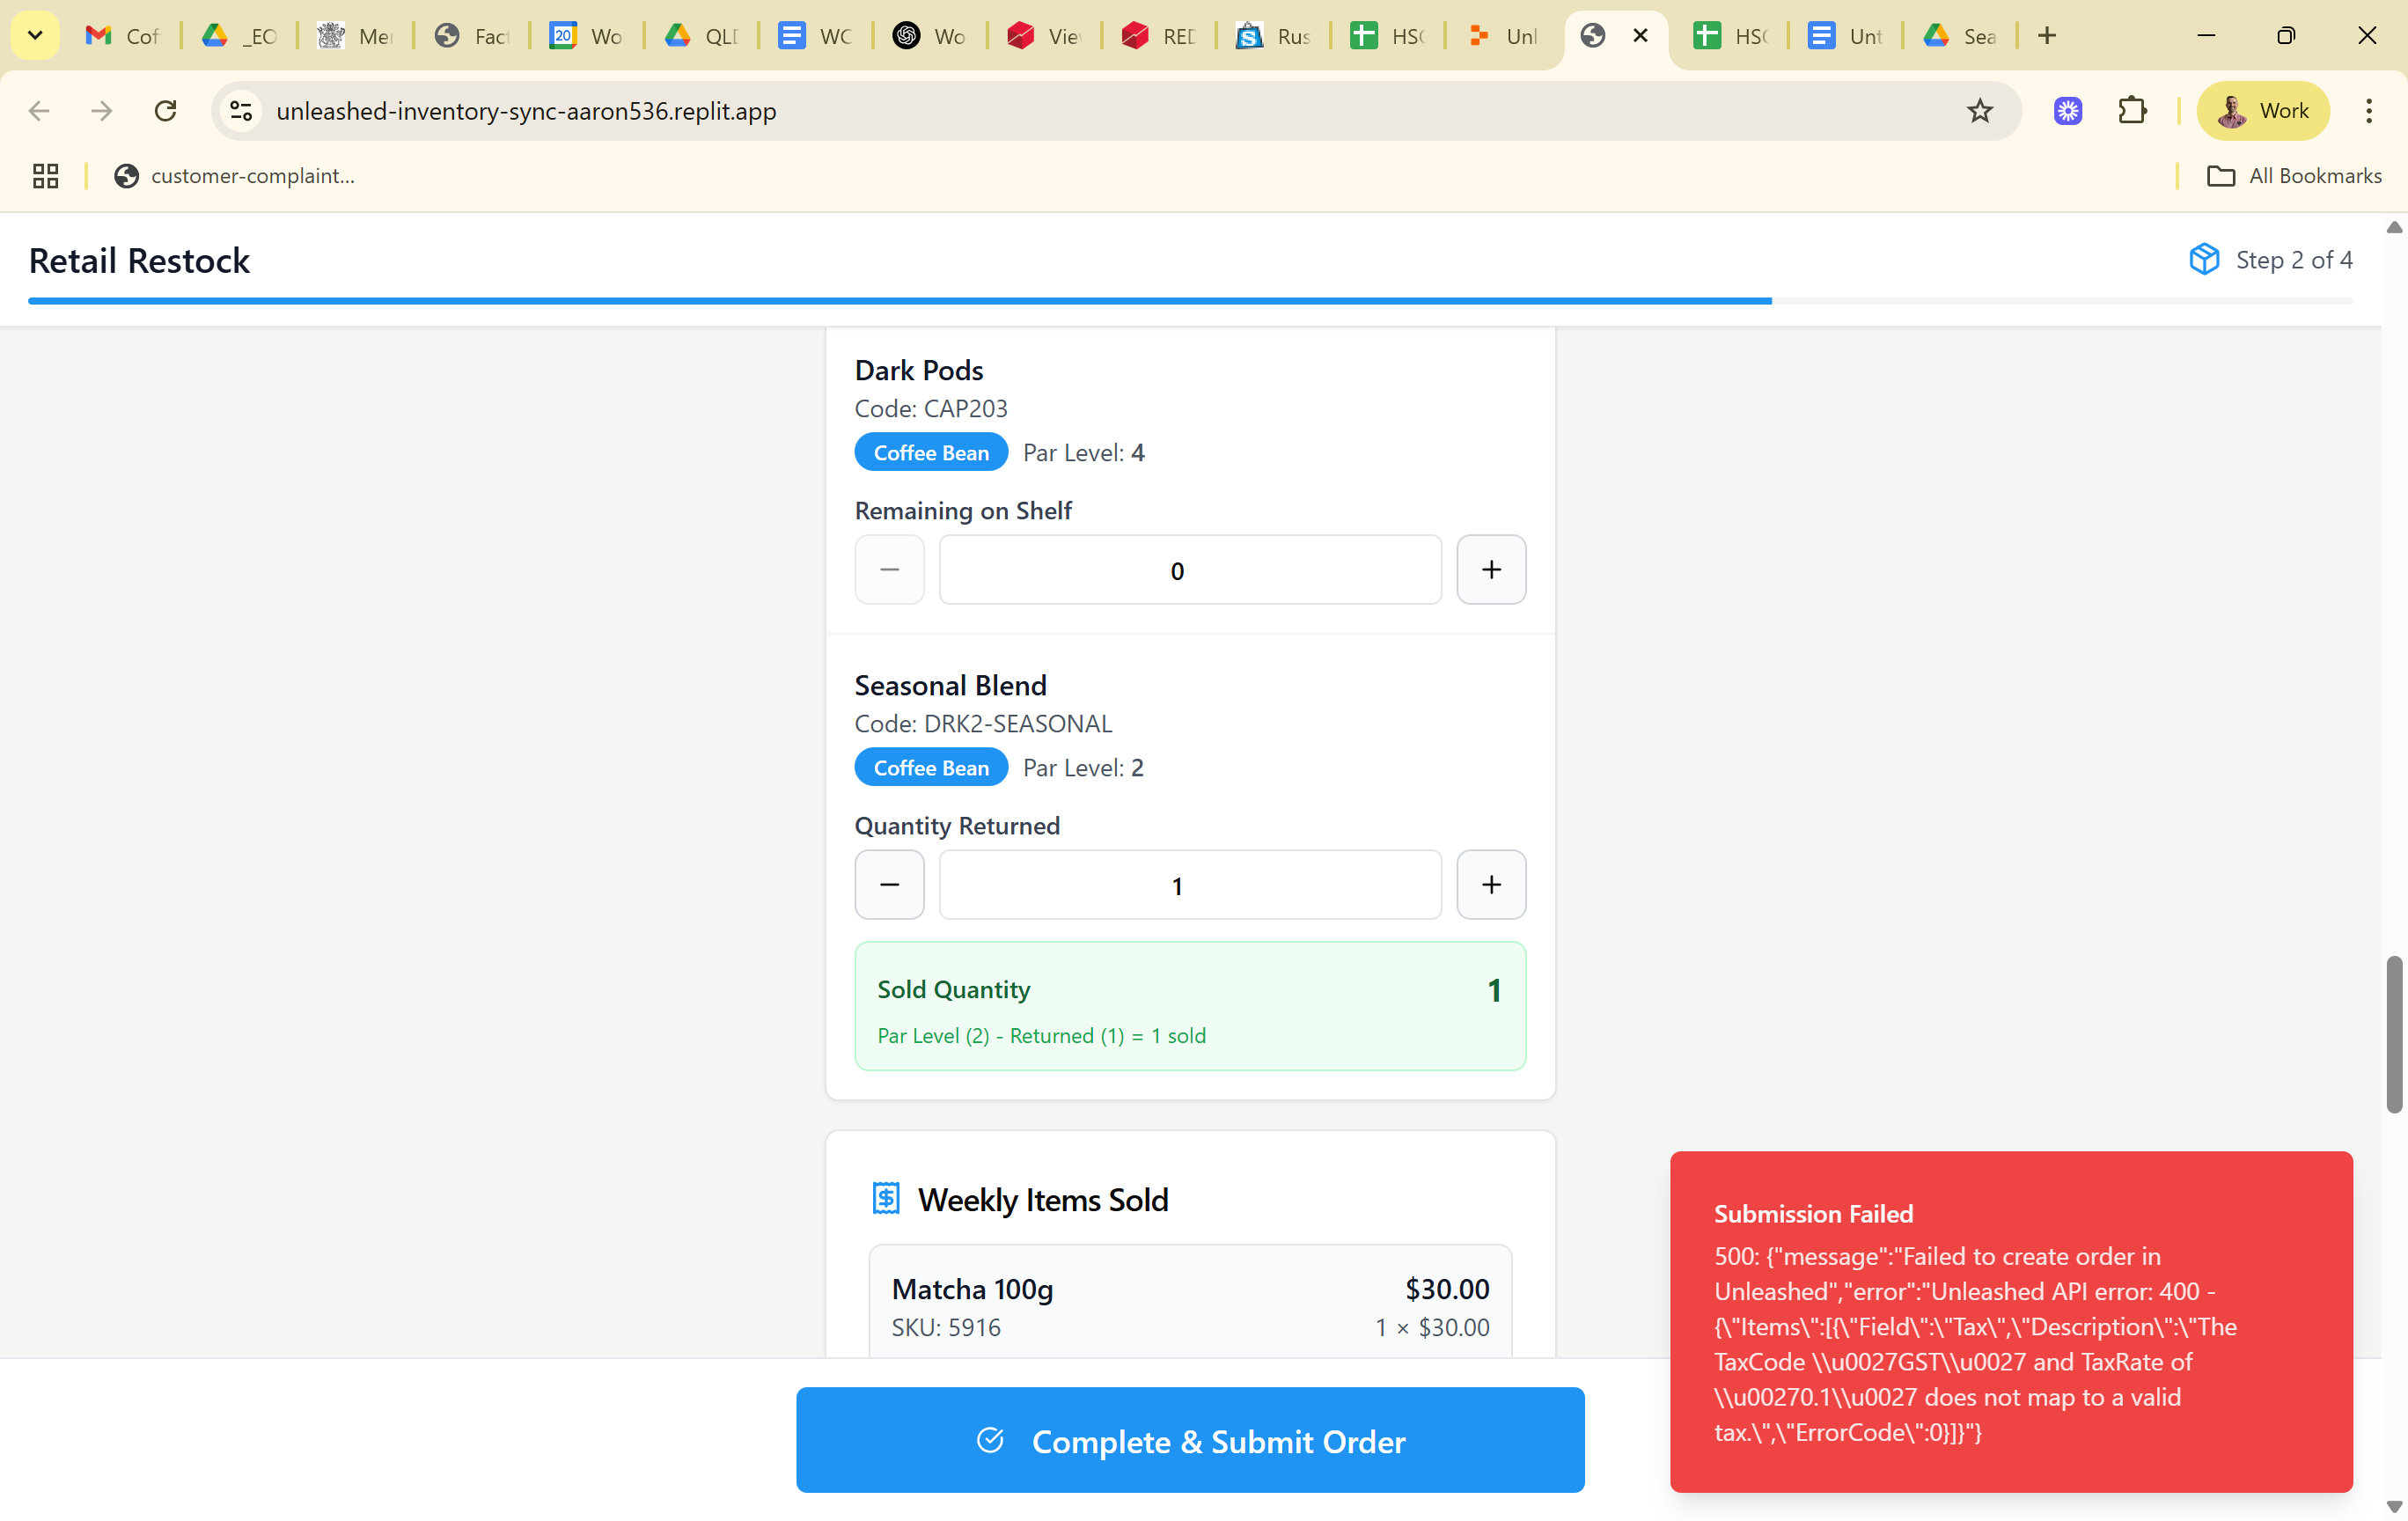 Cof
_EO
Mer
Fact
20
Wo
QLD
WC
Wo
View
RED
S
Rus
HSC
Unl
HSC
Unt
Sea
unleashed-inventory-sync-aaron536.replit.app
Work
customer-complaint...
All Bookmarks
Retail Restock
Step 2 of 4
Dark Pods
Code: CAP203
Coffee Bean Par Level: 4
Remaining on Shelf
0
Seasonal Blend
Code: DRK2-SEASONAL
Coffee Bean Par Level: 2
Quantity Returned
1
Sold Quantity 1
Par Level (2) - Returned (1) = 1 sold
Weekly Items Sold
Matcha 100g $30.00
SKU: 5916 1 × $30.00
Complete & Submit Order
Submission Failed
500: {"message":"Failed to create order in
Unleashed","error":"Unleashed API error: 400 -
{\"Items\":[{\"Field\":\"Tax\",\"Description\":\"The
TaxCode \\u0027GST\\u0027 and TaxRate of
\\u00270.1\\u0027 does not map to a valid
tax.\",\"ErrorCode\":0}]}"}